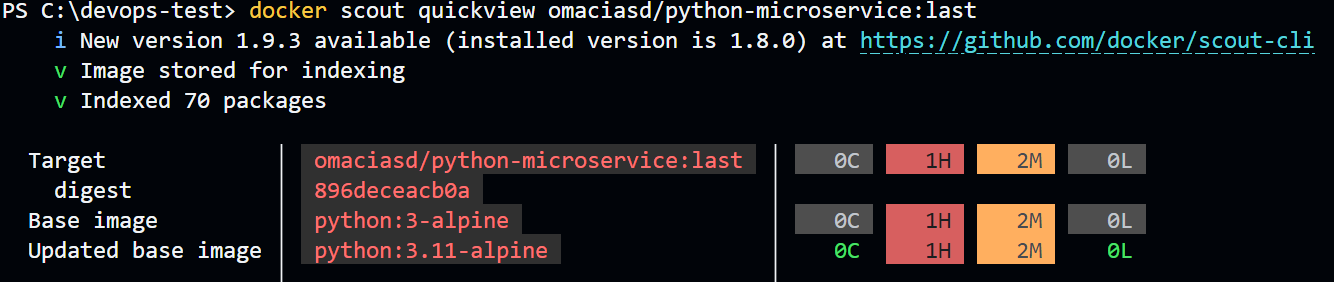 PS C:\devops-test> docker scout quickview omaciasd/python-microservice:last
i New version 1.9.3 available (installed version is 1.8.0) at https://github.com/docker/scout-cli
v Image stored for indexing
v Indexed 70 packages
Target │ omaciasd/python-microservice:last │ 0C 1H 2M 0L
digest │ 896deceacb0a │
Base image │ python:3-alpine │ 0C 1H 2M 0L
Updated base image │ python:3.11-alpine │ 0C 1H 2M 0L